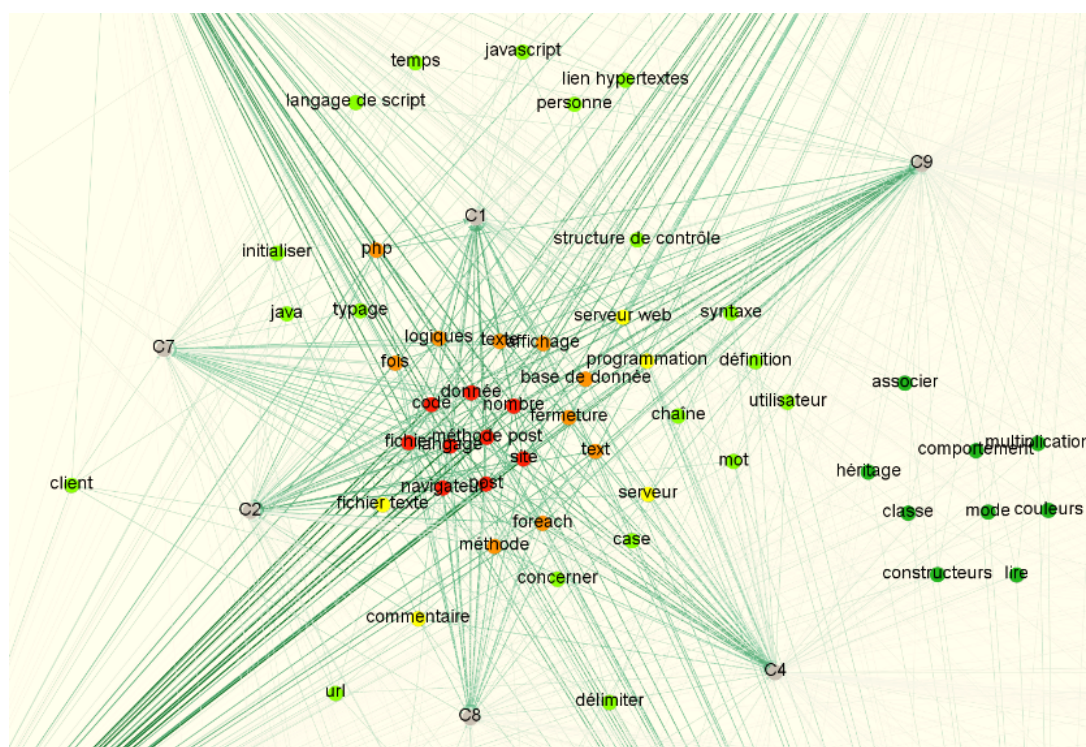 javascript
temps
lien hypertextes
langage de script
personne
C9
C1
structure de contrôle
php
initialiser
java
typage
serveur web
syntaxe
logiques
texte
affichage
C7
fois
programmation
définition
base de donnée
associer
donnée
code
nombre
utilisateur
fermeture
chaîne
méthode post
fichier
langage
text
site
mot
comportement
multiplication
héritage
client
navigateur
post
serveur
fichier texte
C2
classe
mode
couleurs
foreach
case
méthode
concerner
constructeurs
lire
commentaire
C4
url
délimiter
C8